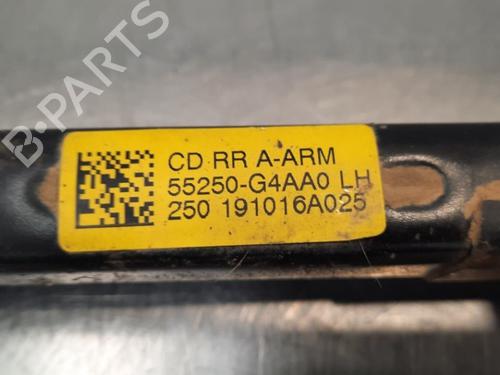 B-PARTS
CD RR A-ARM
55250-G4AA0 LH
250 191016A025